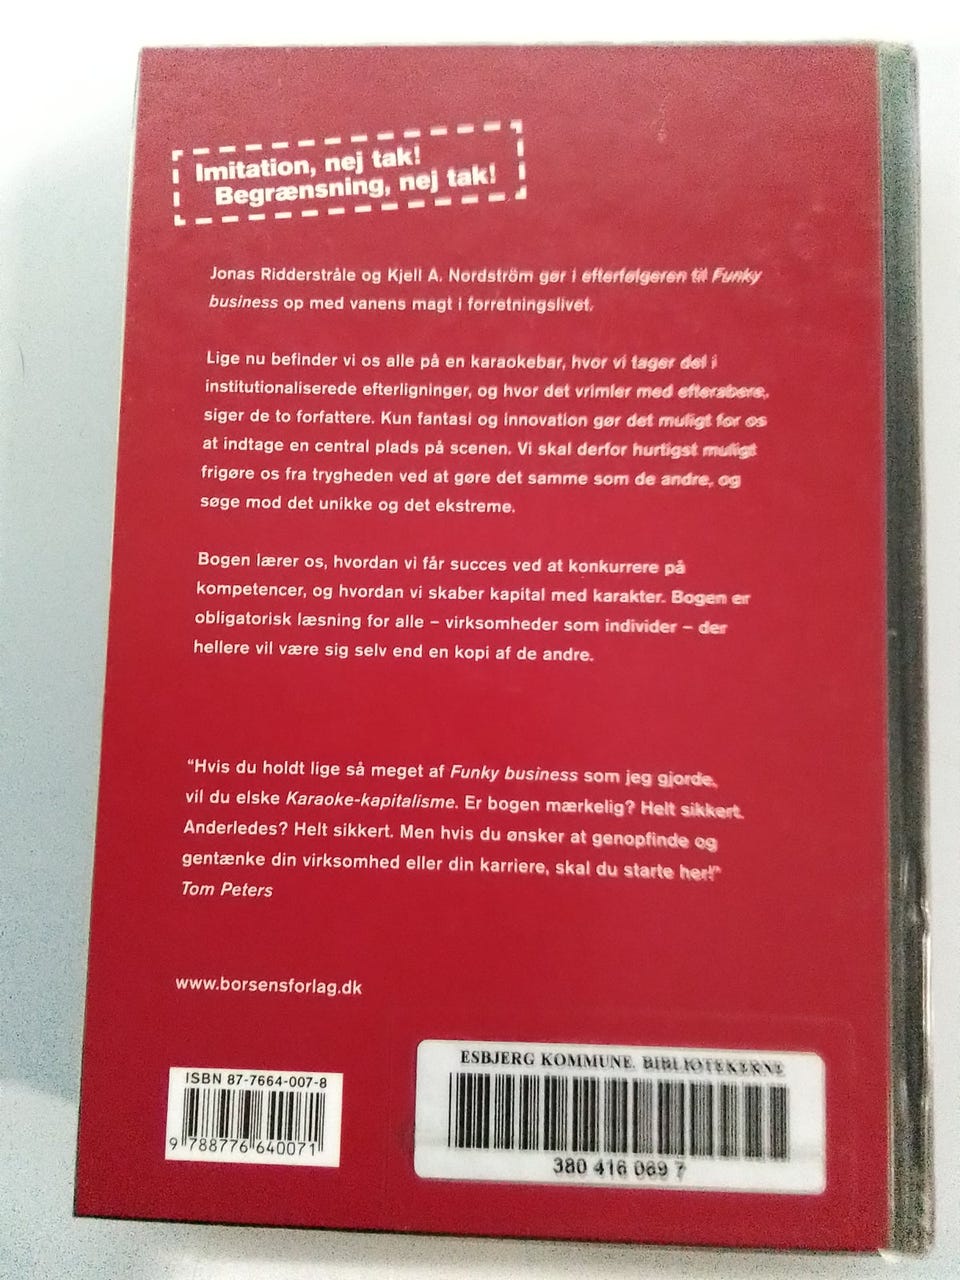 Imitation, nej tak!
Begrænsning, nej tak!
Jonas Ridderstråle og Kjell A. Nordström gør i efterfølgeren til Funky
business op med vanens magt i forretningslivet.
Lige nu befinder vi os alle på en karaokebar, hvor vi tager del i
institutionaliserede efterligninger, og hvor det vrimler med efterabere,
siger de to forfattere. Kun fantasi og innovation gør det muligt for os
at indtage en central plads på scenen. Vi skal derfor hurtigst muligt
frigøre os fra trygheden ved at gøre det samme som de andre, og
søge mod det unikke og det ekstreme.
Bogen lærer os, hvordan vi får succes ved at konkurrere på
kompetencer, og hvordan vi skaber kapital med karakter. Bogen er
obligatorisk læsning for alle – virksomheder som individer – der
hellere vil være sig selv end en kopi af de andre.
"Hvis du holdt lige så meget af Funky business som jeg gjorde,
vil du elske Karaoke-kapitalisme. Er bogen mærkelig? Helt sikkert.
Anderledes? Helt sikkert. Men hvis du ønsker at genopfinde og
gentænke din virksomhed eller din karriere, skal du starte her!"
Tom Peters
www.borsensforlag.dk
ISBN 87-7664-007-8
9 788776 640071
ESBJERG KOMMUNE. BIBLIOTEKERNE
380 416 069 7